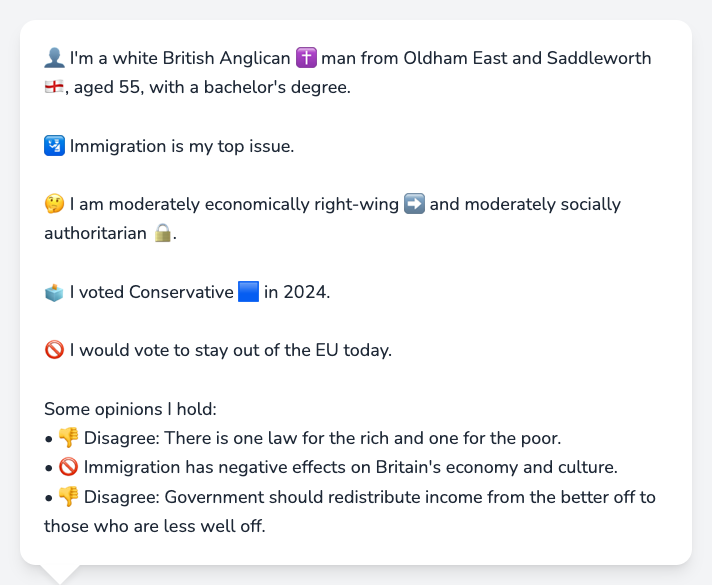 👤 I'm a white British Anglican ✝️ man from Oldham East and Saddleworth
🏴󠁧󠁢󠁥󠁮󠁧󠁿, aged 55, with a bachelor's degree.
🛂 Immigration is my top issue.
🤔 I am moderately economically right-wing ➡️ and moderately socially
authoritarian 🔒.
🗳️ I voted Conservative 🟦 in 2024.
🚫 I would vote to stay out of the EU today.
Some opinions I hold:
• 👎 Disagree: There is one law for the rich and one for the poor.
• 🚫 Immigration has negative effects on Britain's economy and culture.
• 👎 Disagree: Government should redistribute income from the better off to
those who are less well off.